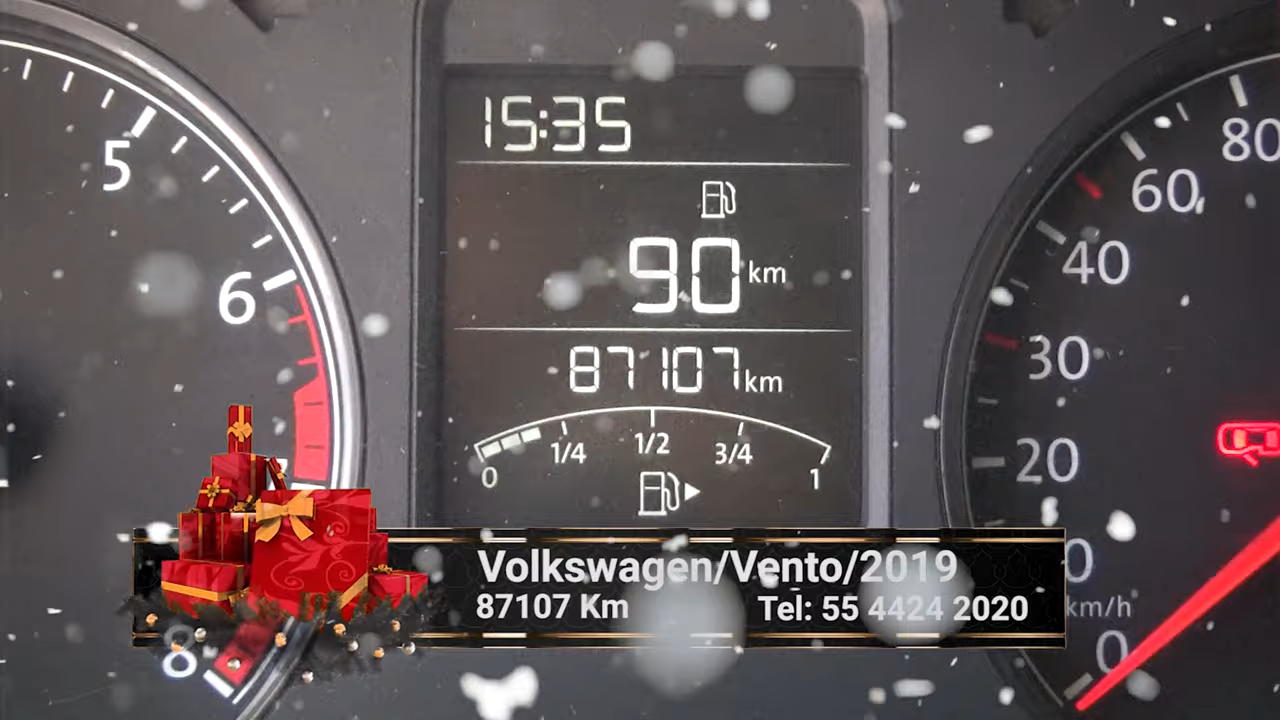 15:35
90 km
87107 km
0 1/4 1/2 3/4 1
5
6
8
80
60
40
30
20
0
km/h
0
Volkswagen/Vento/2019
87107 Km
Tel: 55 4424 2020